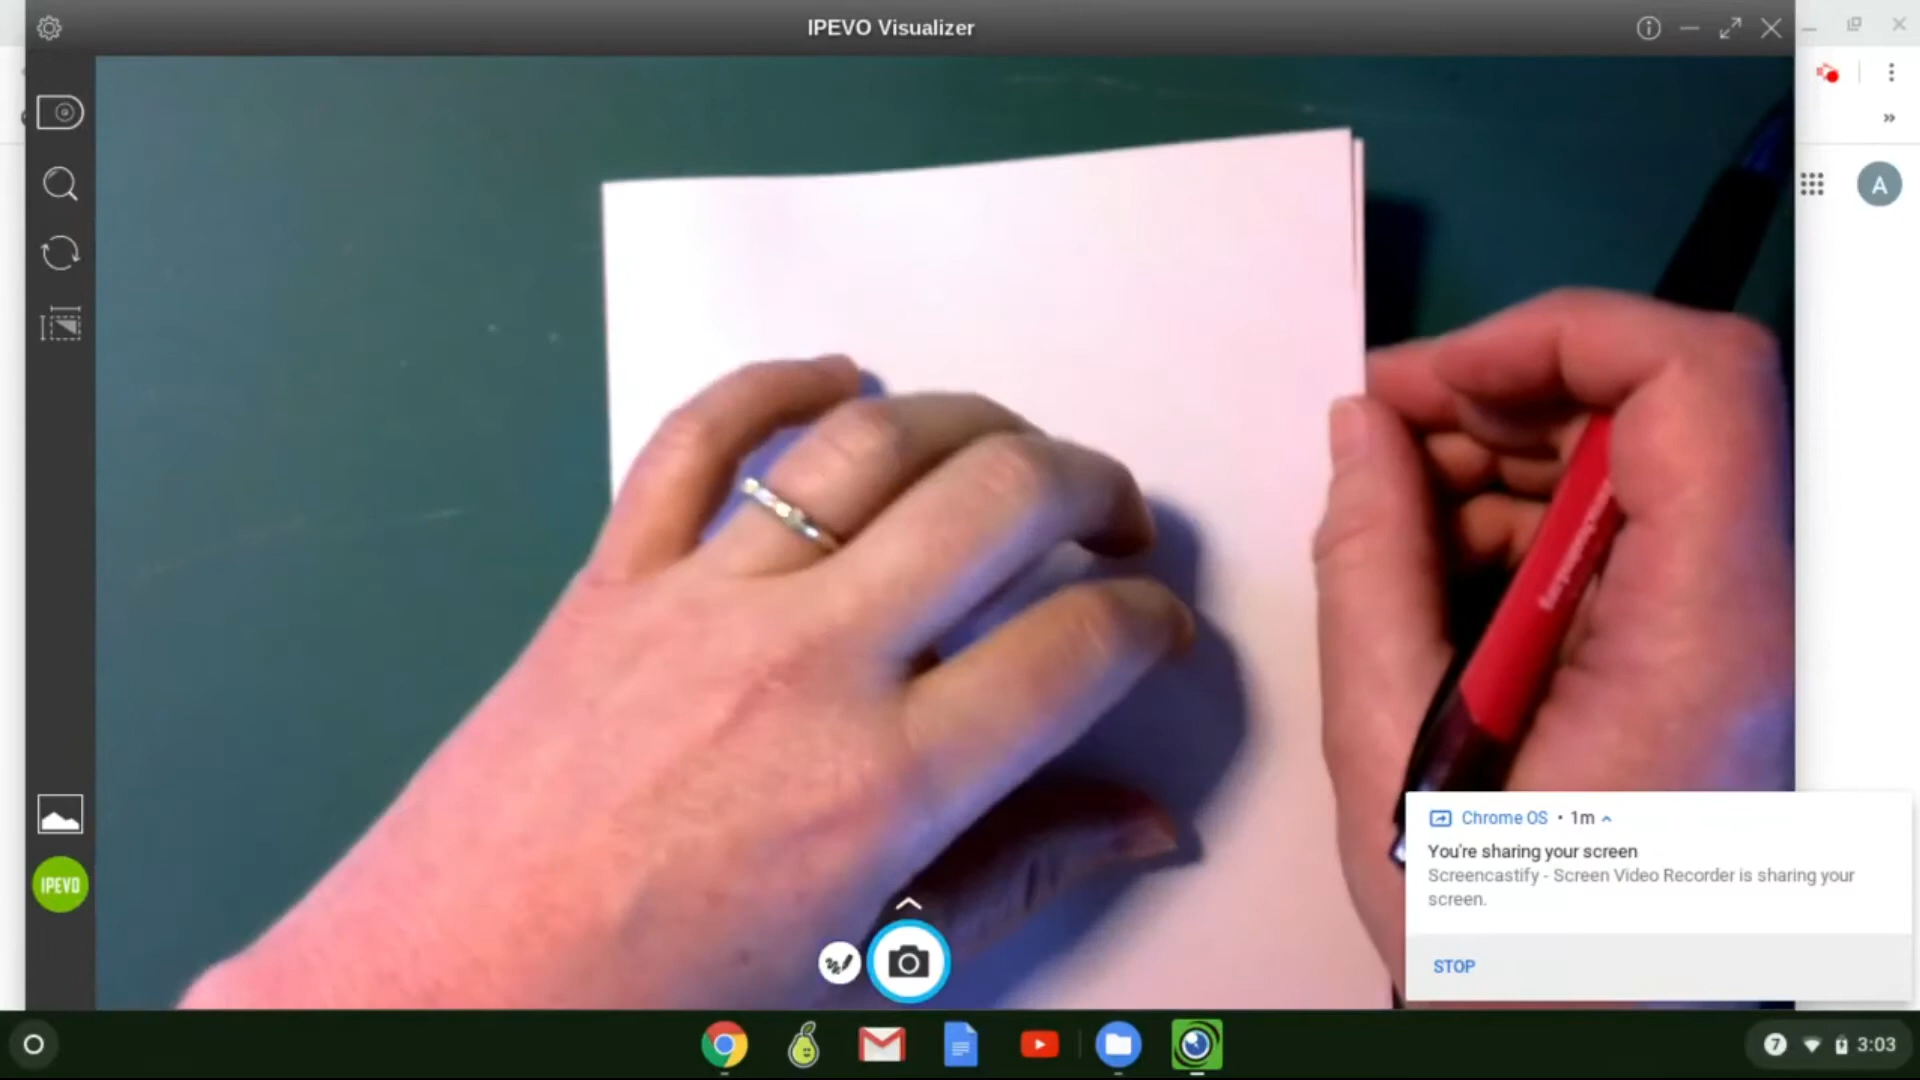 IPEVO Visualizer
A
IPEVO
Chrome OS • 1m
You're sharing your screen
Screencastify - Screen Video Recorder is sharing your
screen.
STOP
7
3:03